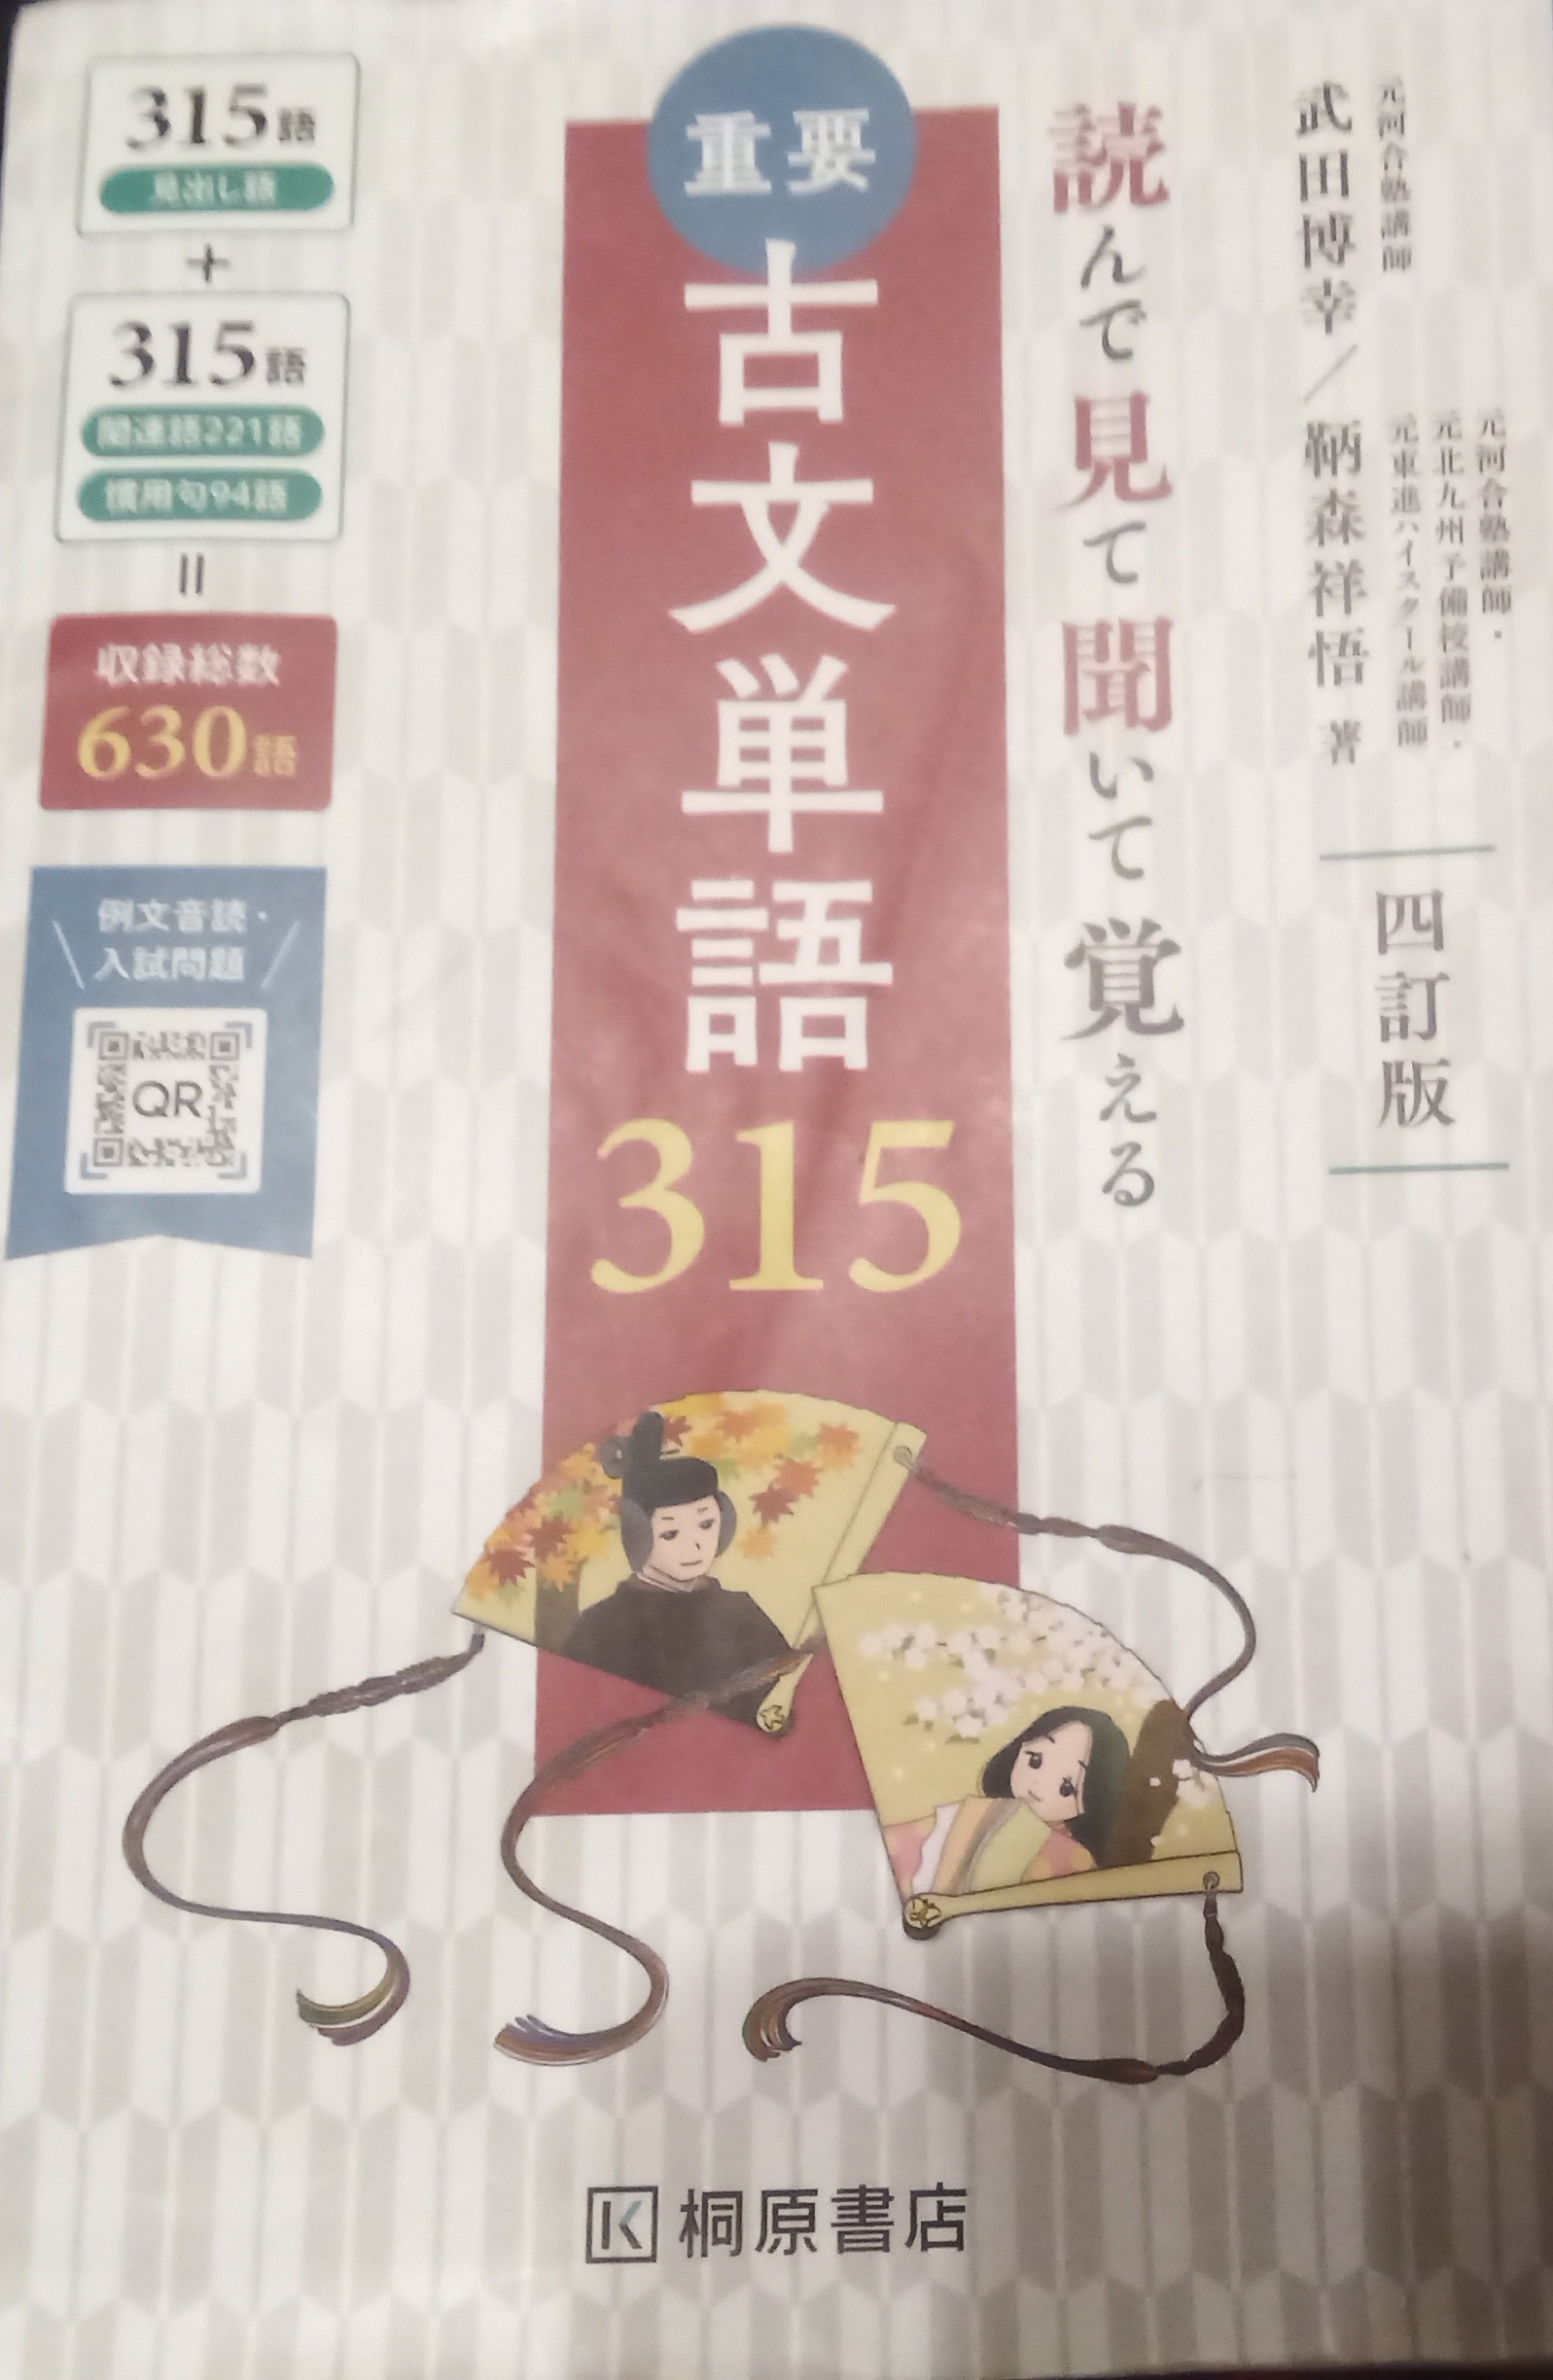 元河合塾講師
武田博幸／鞆森祥悟 著
元河合塾講師・
元北九州予備校講師・
元東進ハイスクール講師
四訂版
読んで見て聞いて覚える
重要
古文単語
315
315語
見出し語
+
315語
関連語221語
慣用句94語
=
収録総数
630語
例文音読・
入試問題
QR
K 桐原書店